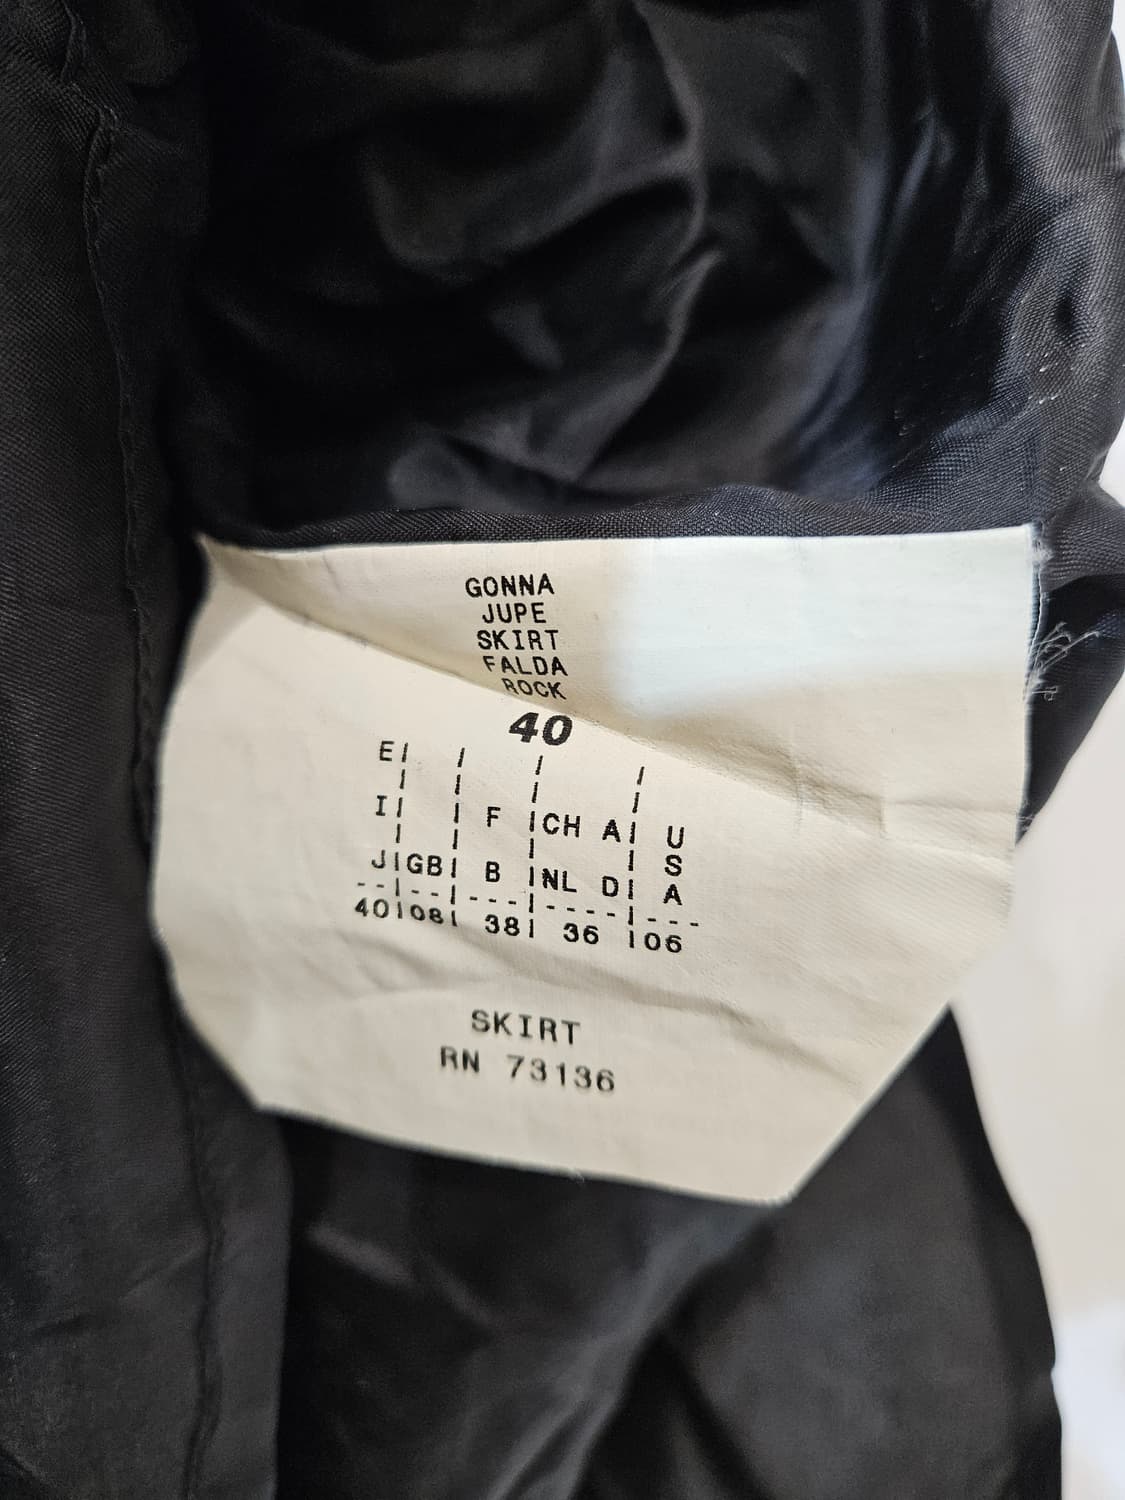 GONNA
JUPE
SKIRT
FALDA
ROCK
40
E| | | |
| | | |
I| | F |CH A| U
| | | | S
J|GB| B |NL D| A
--|--|---|----|---
40|08| 38| 36 |06
SKIRT
RN 73136